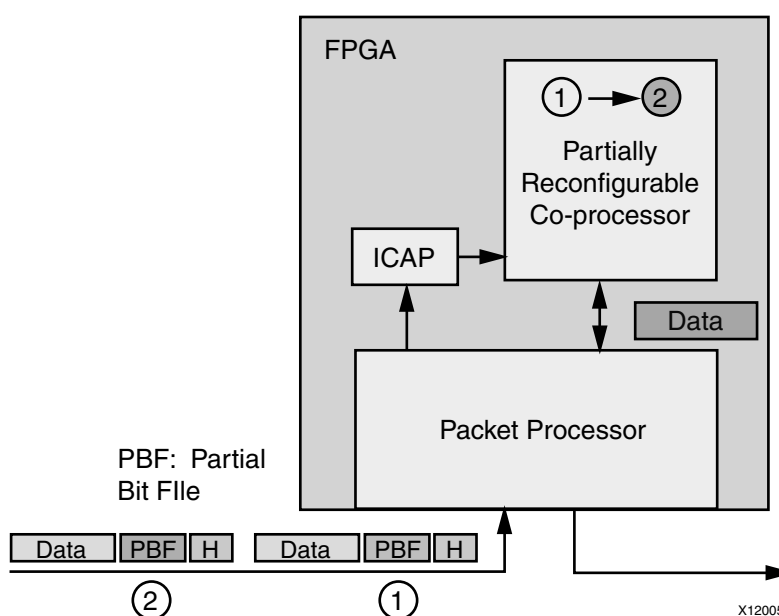 FPGA
1 2
Partially
Reconfigurable
Co-processor
ICAP
Data
Packet Processor
PBF: Partial
Bit FIle
Data PBF H Data PBF H
2 1
X12005